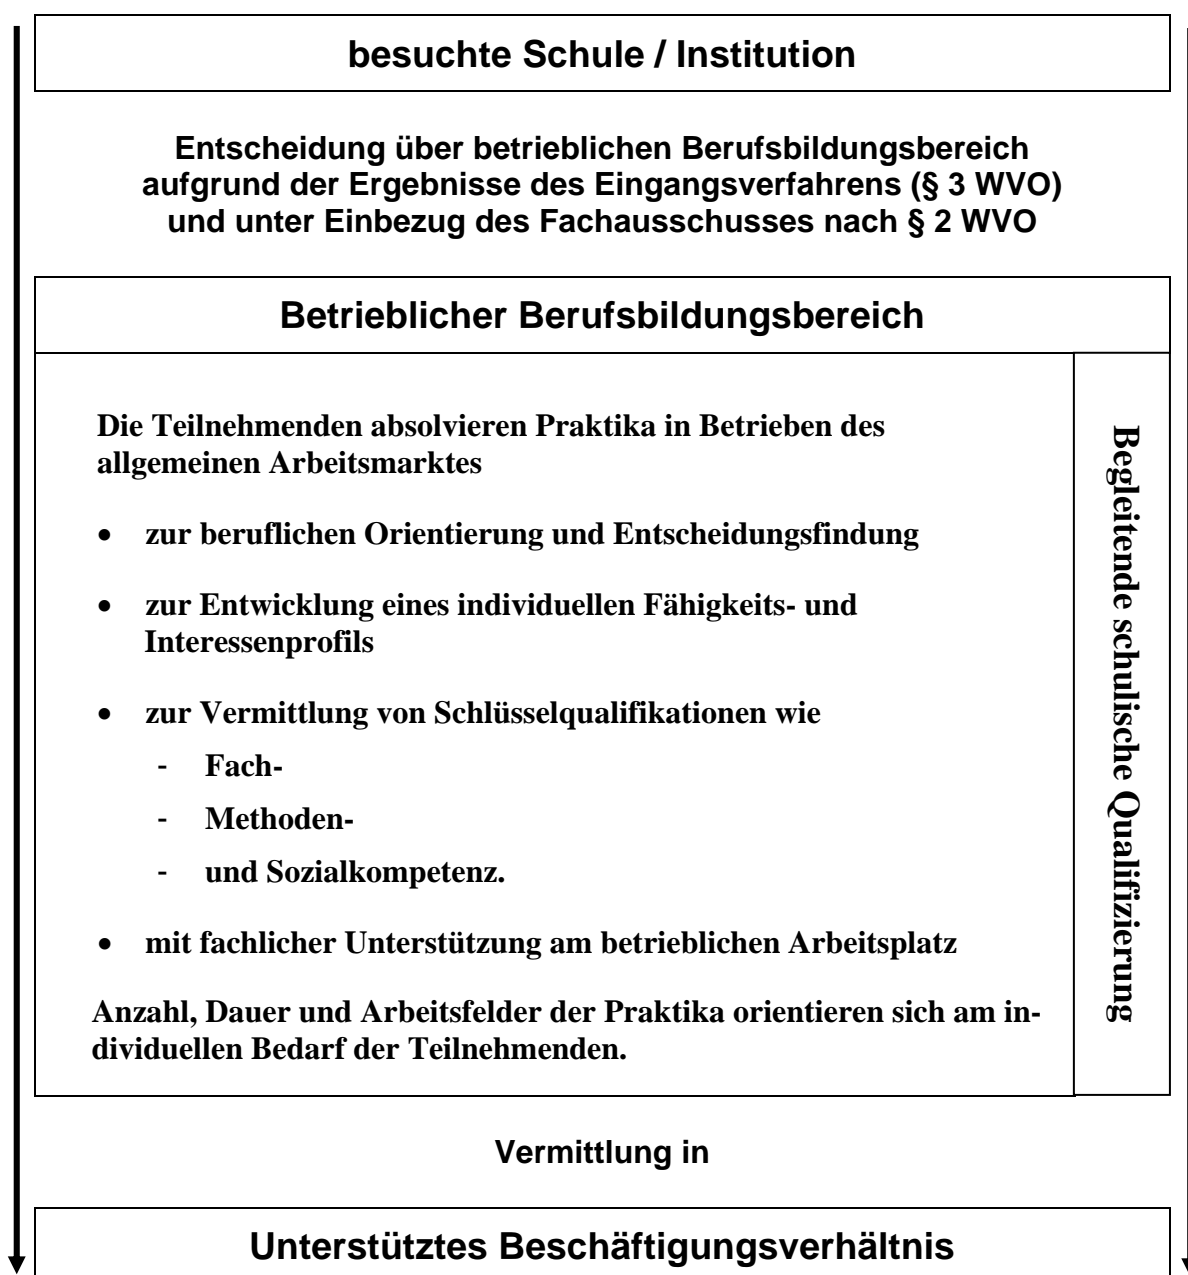 besuchte Schule / Institution
Entscheidung über betrieblichen Berufsbildungsbereich
aufgrund der Ergebnisse des Eingangsverfahrens (§ 3 WVO)
und unter Einbezug des Fachausschusses nach § 2 WVO
Betrieblicher Berufsbildungsbereich
Die Teilnehmenden absolvieren Praktika in Betrieben des
allgemeinen Arbeitsmarktes
• zur beruflichen Orientierung und Entscheidungsfindung
• zur Entwicklung eines individuellen Fähigkeits- und
Interessenprofils
• zur Vermittlung von Schlüsselqualifikationen wie
- Fach-
- Methoden-
- und Sozialkompetenz.
• mit fachlicher Unterstützung am betrieblichen Arbeitsplatz
Anzahl, Dauer und Arbeitsfelder der Praktika orientieren sich am in-
dividuellen Bedarf der Teilnehmenden.
Begleitende schulische Qualifizierung
Vermittlung in
Unterstütztes Beschäftigungsverhältnis